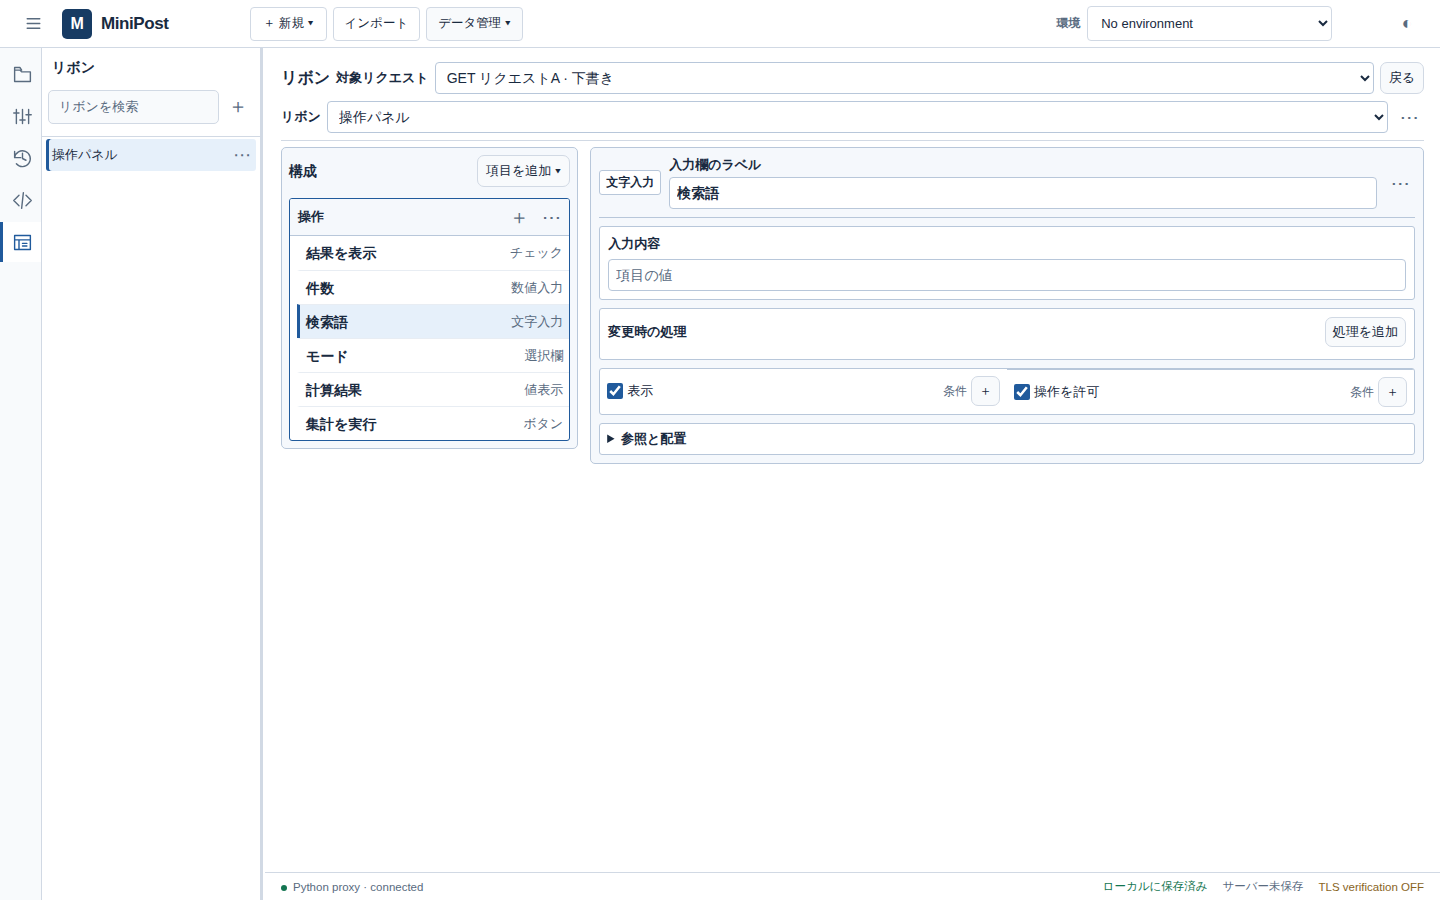 M MiniPost ＋ 新規 ▾ インポート データ管理 ▾ 環境 No environment
リボン
リボンを検索 ＋
操作パネル ···
リボン 対象リクエスト GET リクエストA · 下書き 戻る
リボン 操作パネル ···
構成 項目を追加 ▾
操作 ＋ ···
結果を表示 チェック
件数 数値入力
検索語 文字入力
モード 選択欄
計算結果 値表示
集計を実行 ボタン
文字入力 入力欄のラベル ···
検索語
入力内容
項目の値
変更時の処理 処理を追加
表示 条件 ＋ 操作を許可 条件 ＋
▶ 参照と配置
Python proxy · connected ローカルに保存済み サーバー未保存 TLS verification OFF